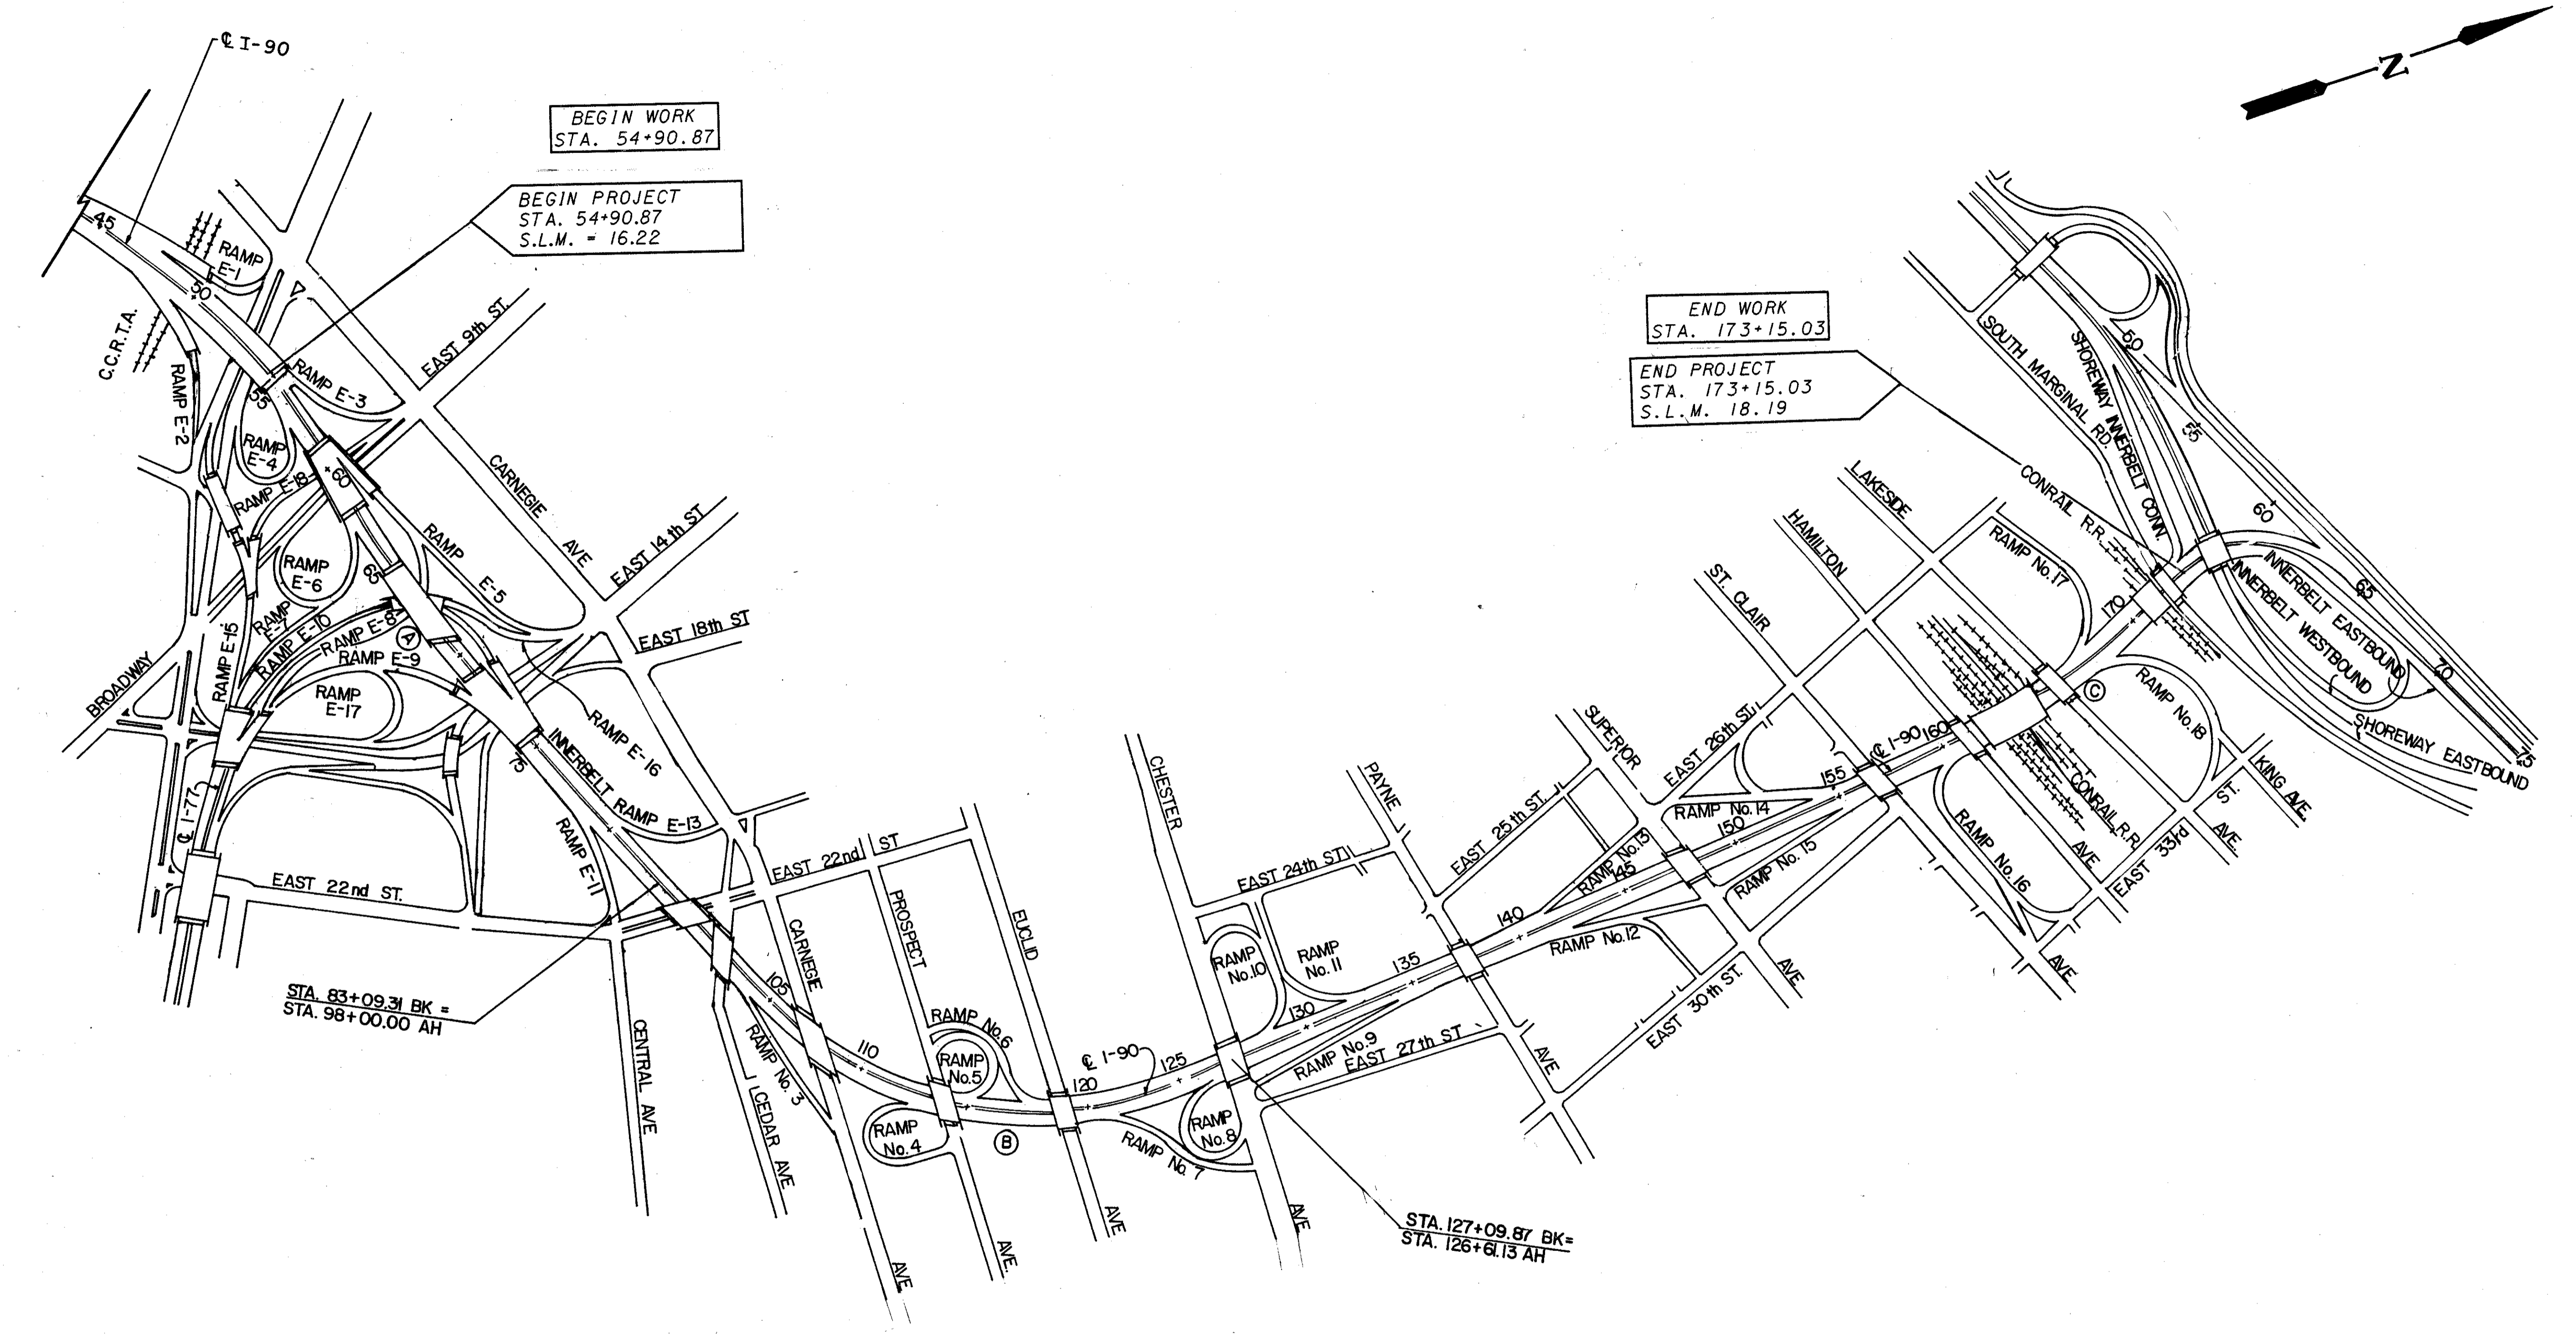 ℄ I-90
N
BEGIN WORK
STA. 54+90.87
BEGIN PROJECT
STA. 54+90.87
S.L.M. = 16.22
END WORK
STA. 173+15.03
END PROJECT
STA. 173+15.03
S.L.M. 18.19
45
50
55
60
65
75
RAMP
E-1
C.C.R.T.A.
RAMP E-2
RAMP E-3
EAST 9th ST.
RAMP
E-4
RAMP E-18
CARNEGIE
AVE
EAST 14th ST
RAMP
E-5
RAMP
E-6
EAST 18th ST
RAMP
E-7
RAMP E-10
RAMP E-8
A
RAMP E-9
RAMP E-15
BROADWAY
RAMP
E-17
RAMP E-16
INNERBELT
RAMP E-13
RAMP E-11
℄ I-77
EAST 22nd ST.
EAST 22nd
ST
STA. 83+09.31 BK =
STA. 98+00.00 AH
CENTRAL AVE
CEDAR AVE
RAMP No. 3
105
CARNEGIE
AVE
PROSPECT
AVE.
110
RAMP No. 6
RAMP
No.5
RAMP
No. 4
B
EUCLID
AVE
120
℄ I-90
125
CHESTER
AVE
RAMP No. 7
RAMP
No. 8
RAMP No.9
EAST 27th ST
EAST 24th ST
RAMP
No.10
RAMP
No. 11
130
135
PAYNE
AVE
STA. 127+09.87 BK=
STA. 126+61.13 AH
EAST 25th ST.
140
RAMP No. 12
RAMP No.13
145
SUPERIOR
AVE
EAST 26th ST.
RAMP No. 14
150
RAMP No. 15
EAST 30th ST.
155
ST. CLAIR
AVE
℄ I-90
160
HAMILTON
AVE
LAKESIDE
AVE.
RAMP No. 16
CONRAIL R.R.
EAST 33rd
ST.
KING AVE.
RAMP No. 18
C
RAMP No. 17
170
CONRAIL R.R.
SOUTH MARGINAL RD.
SHOREWAY INNERBELT CONN.
50
55
60
65
70
75
INNERBELT EASTBOUND
INNERBELT WESTBOUND
SHOREWAY EASTBOUND